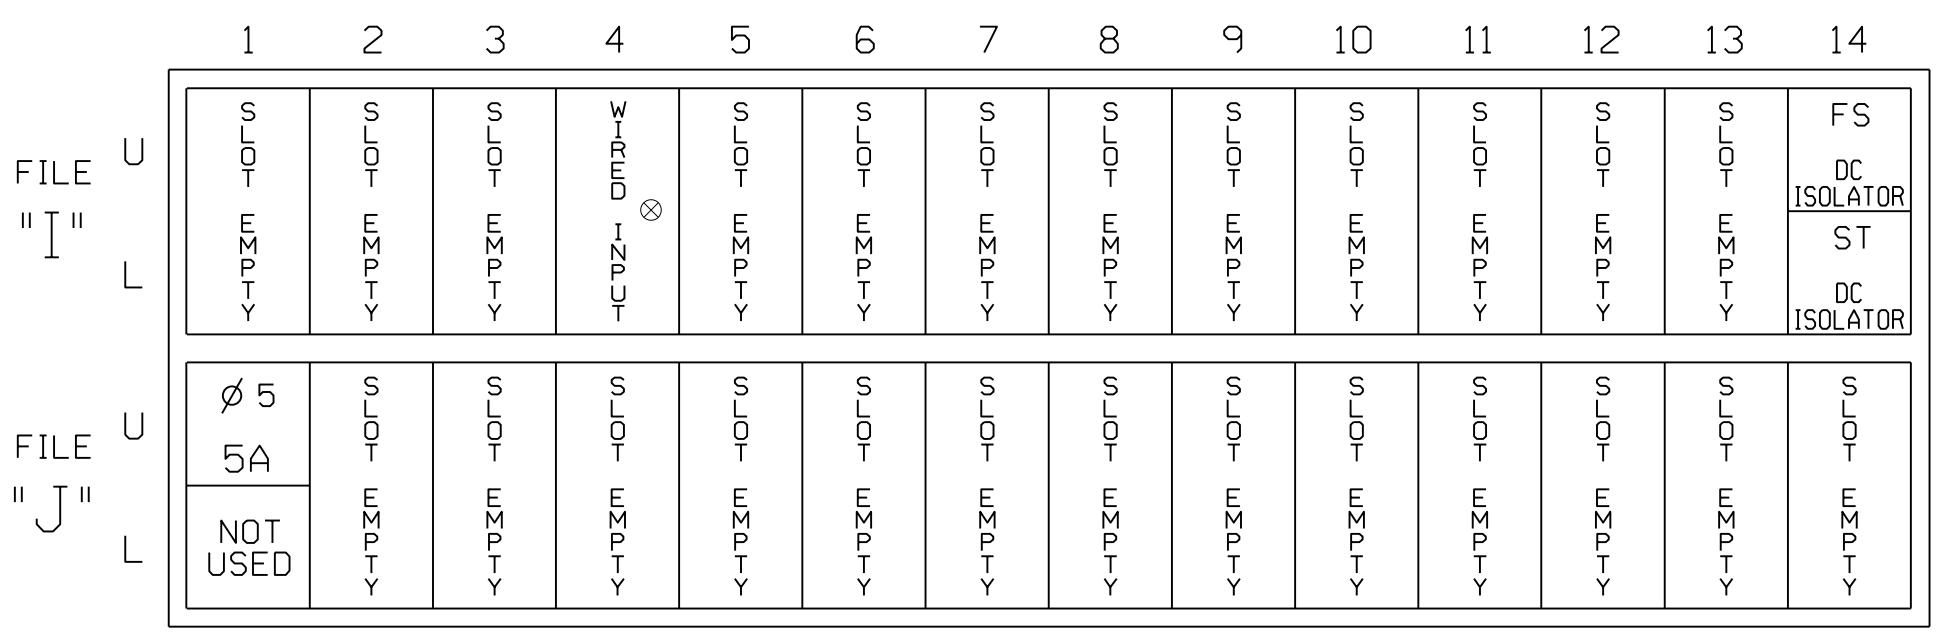 1 2 3 4 5 6 7 8 9 10 11 12 13 14
FILE "I"
U
L
SLOT EMPTY
SLOT EMPTY
SLOT EMPTY
WIRED INPUT
SLOT EMPTY
SLOT EMPTY
SLOT EMPTY
SLOT EMPTY
SLOT EMPTY
SLOT EMPTY
SLOT EMPTY
SLOT EMPTY
SLOT EMPTY
FS
DC
ISOLATOR
ST
DC
ISOLATOR
FILE "J"
U
L
Ø 5
5A
NOT
USED
SLOT EMPTY
SLOT EMPTY
SLOT EMPTY
SLOT EMPTY
SLOT EMPTY
SLOT EMPTY
SLOT EMPTY
SLOT EMPTY
SLOT EMPTY
SLOT EMPTY
SLOT EMPTY
SLOT EMPTY
SLOT EMPTY